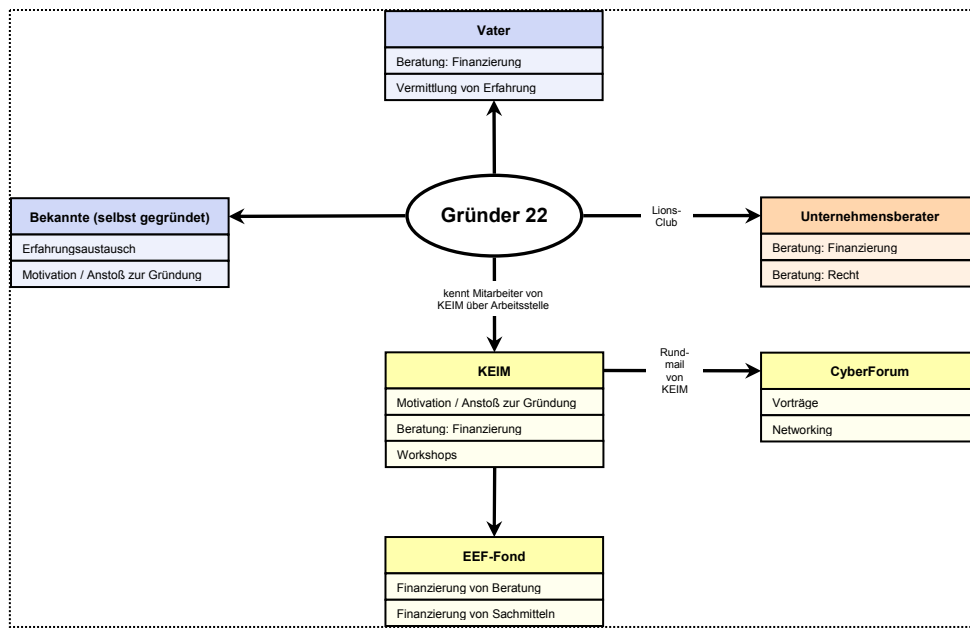 Vater
Beratung: Finanzierung
Vermittlung von Erfahrung
Bekannte (selbst gegründet)
Erfahrungsaustausch
Motivation / Anstoß zur Gründung
Gründer 22
Lions-
Club
Unternehmensberater
Beratung: Finanzierung
Beratung: Recht
kennt Mitarbeiter von
KEIM über Arbeitsstelle
KEIM
Motivation / Anstoß zur Gründung
Beratung: Finanzierung
Workshops
Rund-
mail
von
KEIM
CyberForum
Vorträge
Networking
EEF-Fond
Finanzierung von Beratung
Finanzierung von Sachmitteln